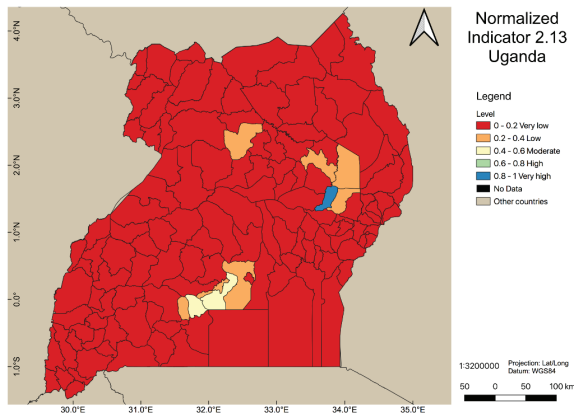 Normalized
Indicator 2.13
Uganda
Legend
Level
0 - 0.2 Very low
0.2 - 0.4 Low
0.4 - 0.6 Moderate
0.6 - 0.8 High
0.8 - 1 Very high
No Data
Other countries
1:3200000
Projection: Lat/Long
Datum: WGS84
50 0 50 100 km
4.0°N
3.0°N
2.0°N
1.0°N
0.0°
1.0°S
30.0°E 31.0°E 32.0°E 33.0°E 34.0°E 35.0°E